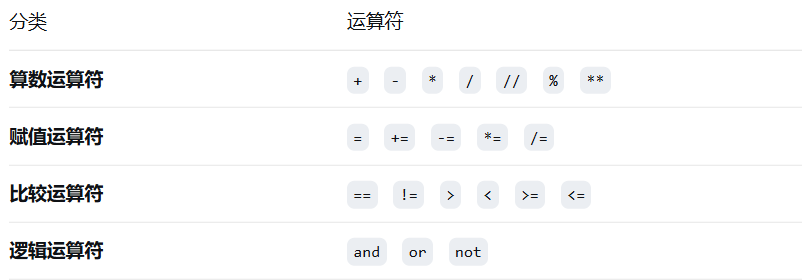 分类 运算符
算数运算符 + - * / // % **
赋值运算符 = += -= *= /=
比较运算符 == != > < >= <=
逻辑运算符 and or not